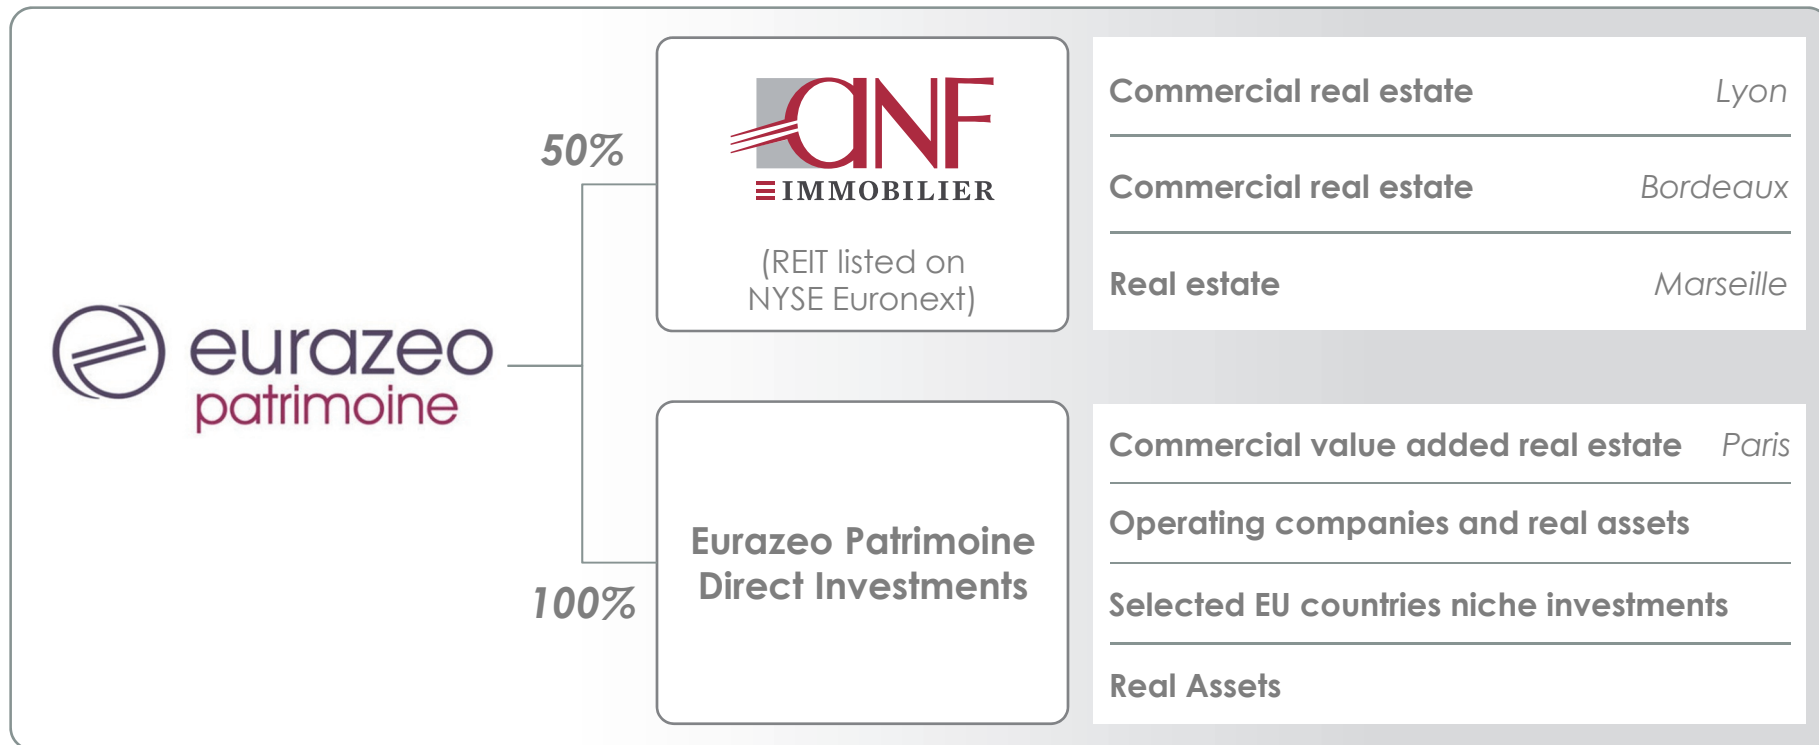 eurazeo
patrimoine
50%
100%
ANF
IMMOBILIER
(REIT listed on
NYSE Euronext)
Commercial real estate Lyon
Commercial real estate Bordeaux
Real estate Marseille
Eurazeo Patrimoine
Direct Investments
Commercial value added real estate Paris
Operating companies and real assets
Selected EU countries niche investments
Real Assets